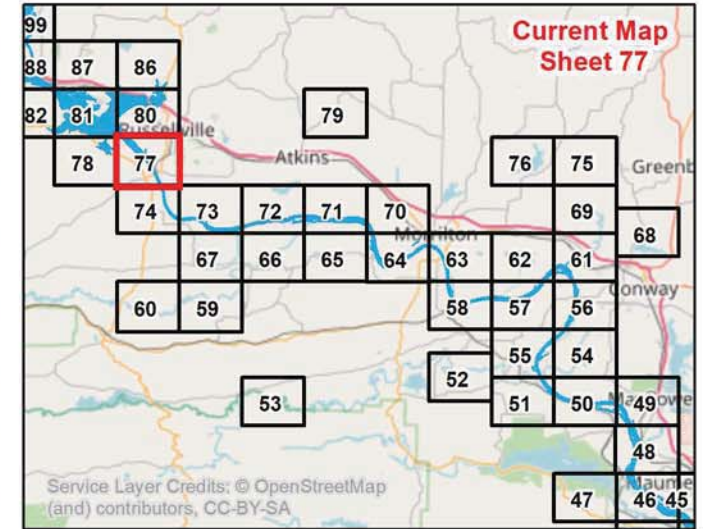 99
Current Map
Sheet 77
88 87 86
82 81 80 79
Russellville
Atkins
78 77 76 75
Greenb
74 73 72 71 70 69
68
Morrilton
67 66 65 64 63 62 61
Conway
60 59 58 57 56
55 54
52
53 51 50 49
48
Maume
Service Layer Credits: © OpenStreetMap
(and) contributors, CC-BY-SA
47 46 45